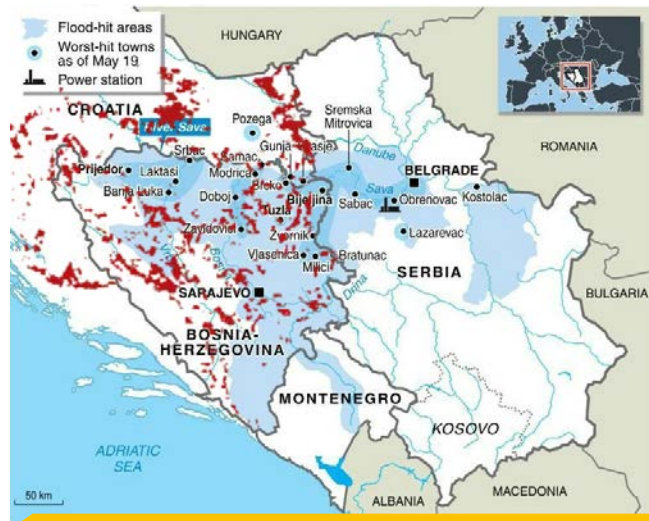 Flood-hit areas
Worst-hit towns
as of May 19
Power station
HUNGARY
CROATIA
River Sava
Pozega
Sremska
Mitrovica
ROMANIA
Srbac
Samac
Gunja
Danube
Prijedor
Laktasi
Modrica
BELGRADE
Banja Luka
Brcko
Bijeljina
Sava
Kostolac
Doboj
Tuzla
Sabac
Obrenovac
Zavidovici
Zvornik
Lazarevac
Vlasenica
Bratunac
Milici
SERBIA
SARAJEVO
Drina
BULGARIA
BOSNIA-
HERZEGOVINA
MONTENEGRO
KOSOVO
ADRIATIC
SEA
50 km
ALBANIA
MACEDONIA